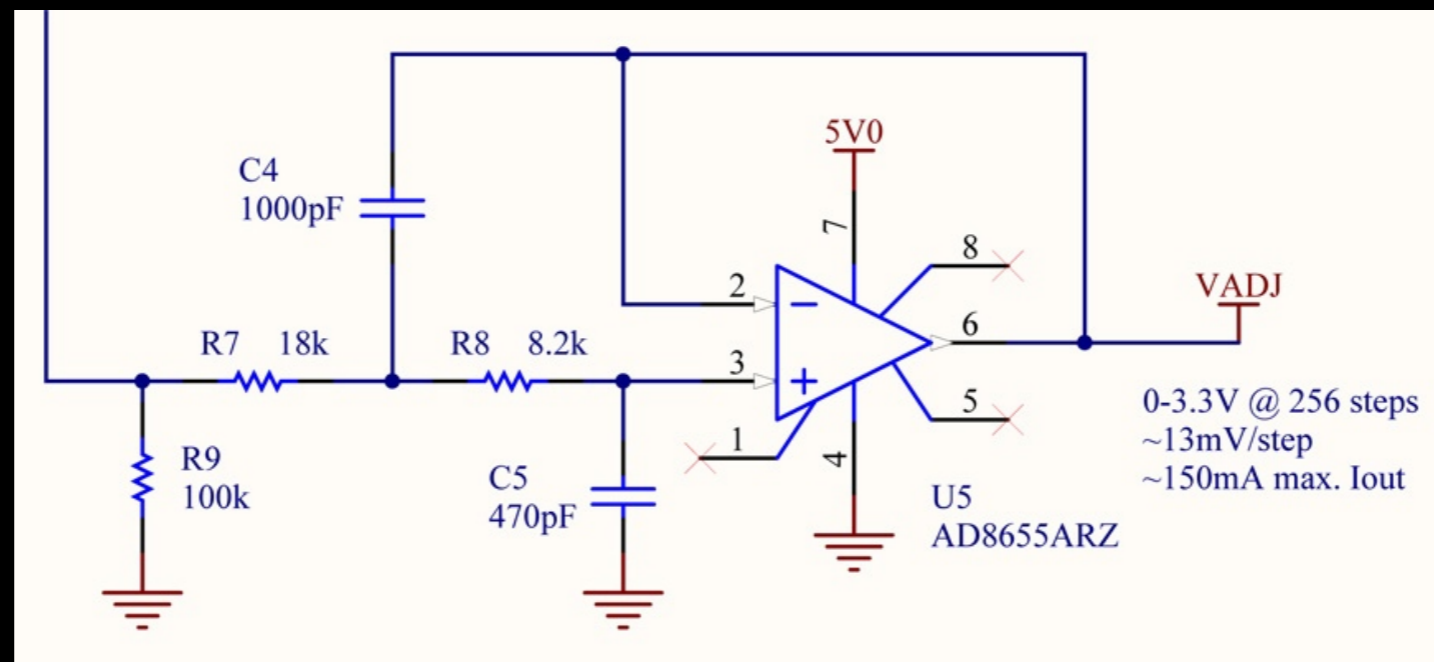 5V0
C4
1000pF
7
8
2
VADJ
6
R7 18k
R8 8.2k
3
5
0-3.3V @ 256 steps
~13mV/step
~150mA max. Iout
1
4
R9
100k
C5
470pF
U5
AD8655ARZ